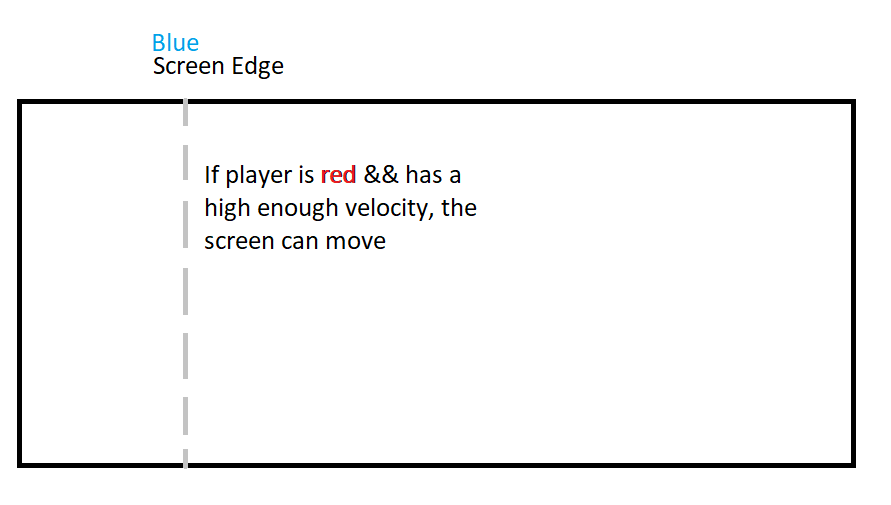 Blue
Screen Edge
If player is red && has a
high enough velocity, the
screen can move